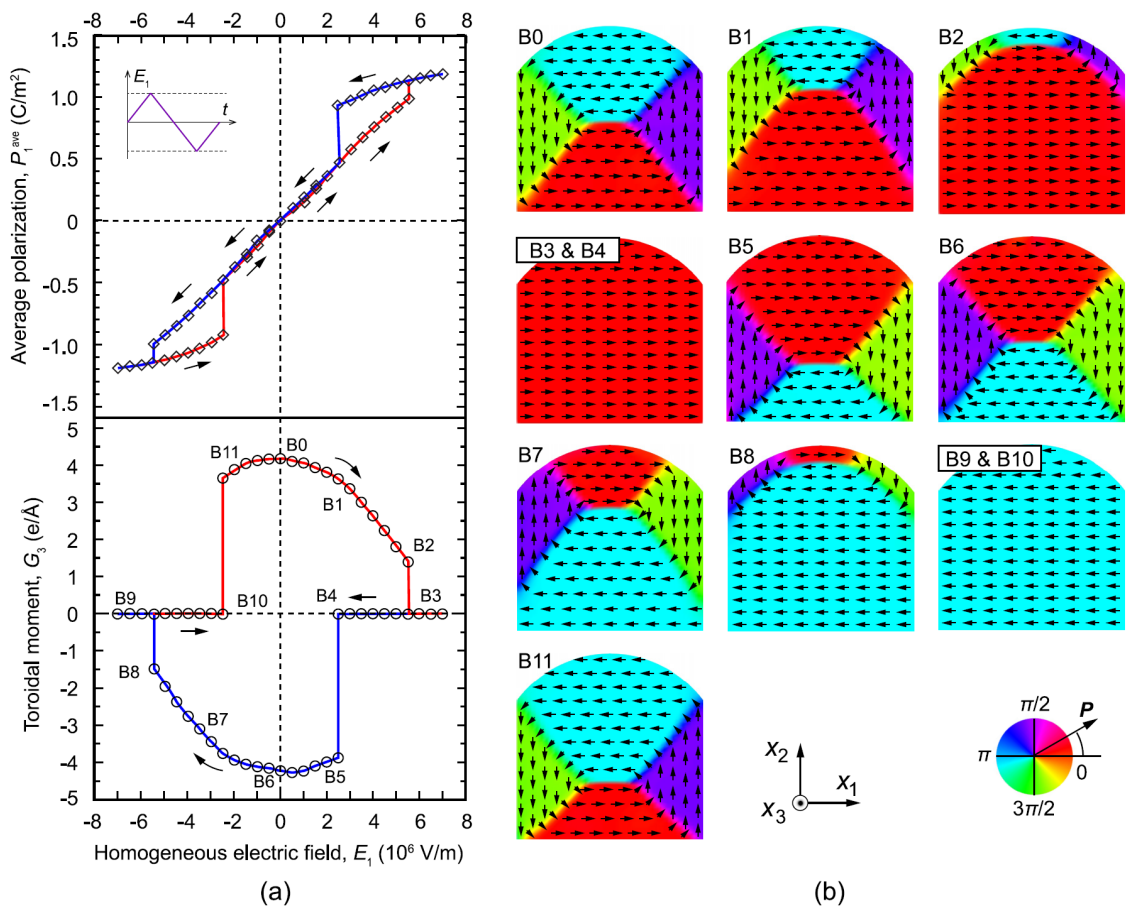 -8 -6 -4 -2 0 2 4 6 8
1.5
1.0
0.5
0
-0.5
-1.0
-1.5
Average polarization, P₁ᵃᵛᵉ (C/m²)
E₁
t
5
4
3
2
1
0
-1
-2
-3
-4
-5
Toroidal moment, G₃ (e/Å)
B11 B0
B1
B2
B9 B10 B4 B3
B8
B7
B6 B5
-8 -6 -4 -2 0 2 4 6 8
Homogeneous electric field, E₁ (10⁶ V/m)
(a)
B0 B1 B2
B3 & B4 B5 B6
B7 B8 B9 & B10
B11
x₂
x₁
x₃
π/2 P
π 0
3π/2
(b)